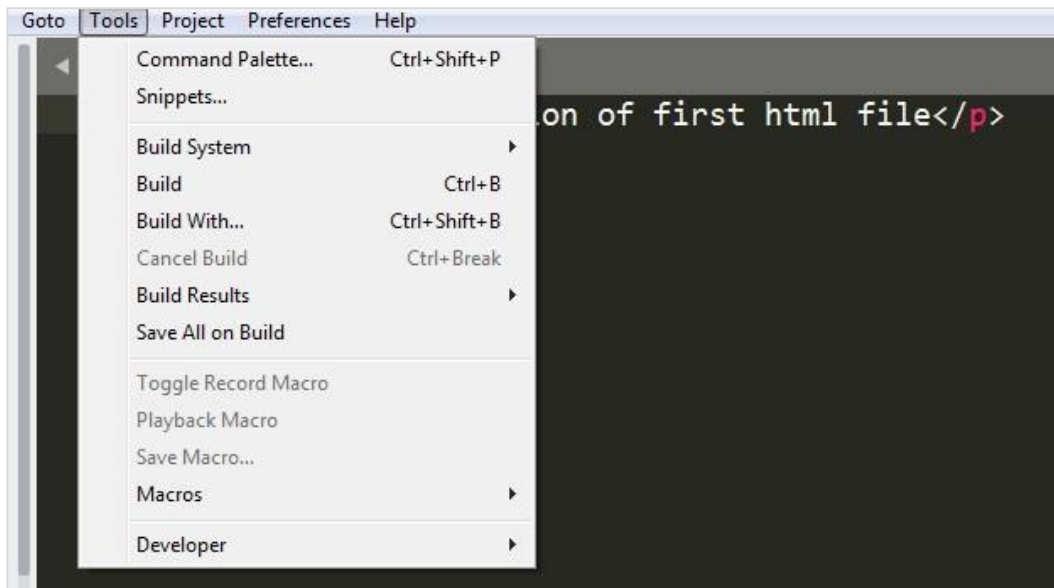 Goto Tools Project Preferences Help
Command Palette... Ctrl+Shift+P
Snippets...
on of first html file</p>
Build System
Build Ctrl+B
Build With... Ctrl+Shift+B
Cancel Build Ctrl+Break
Build Results
Save All on Build
Toggle Record Macro
Playback Macro
Save Macro...
Macros
Developer